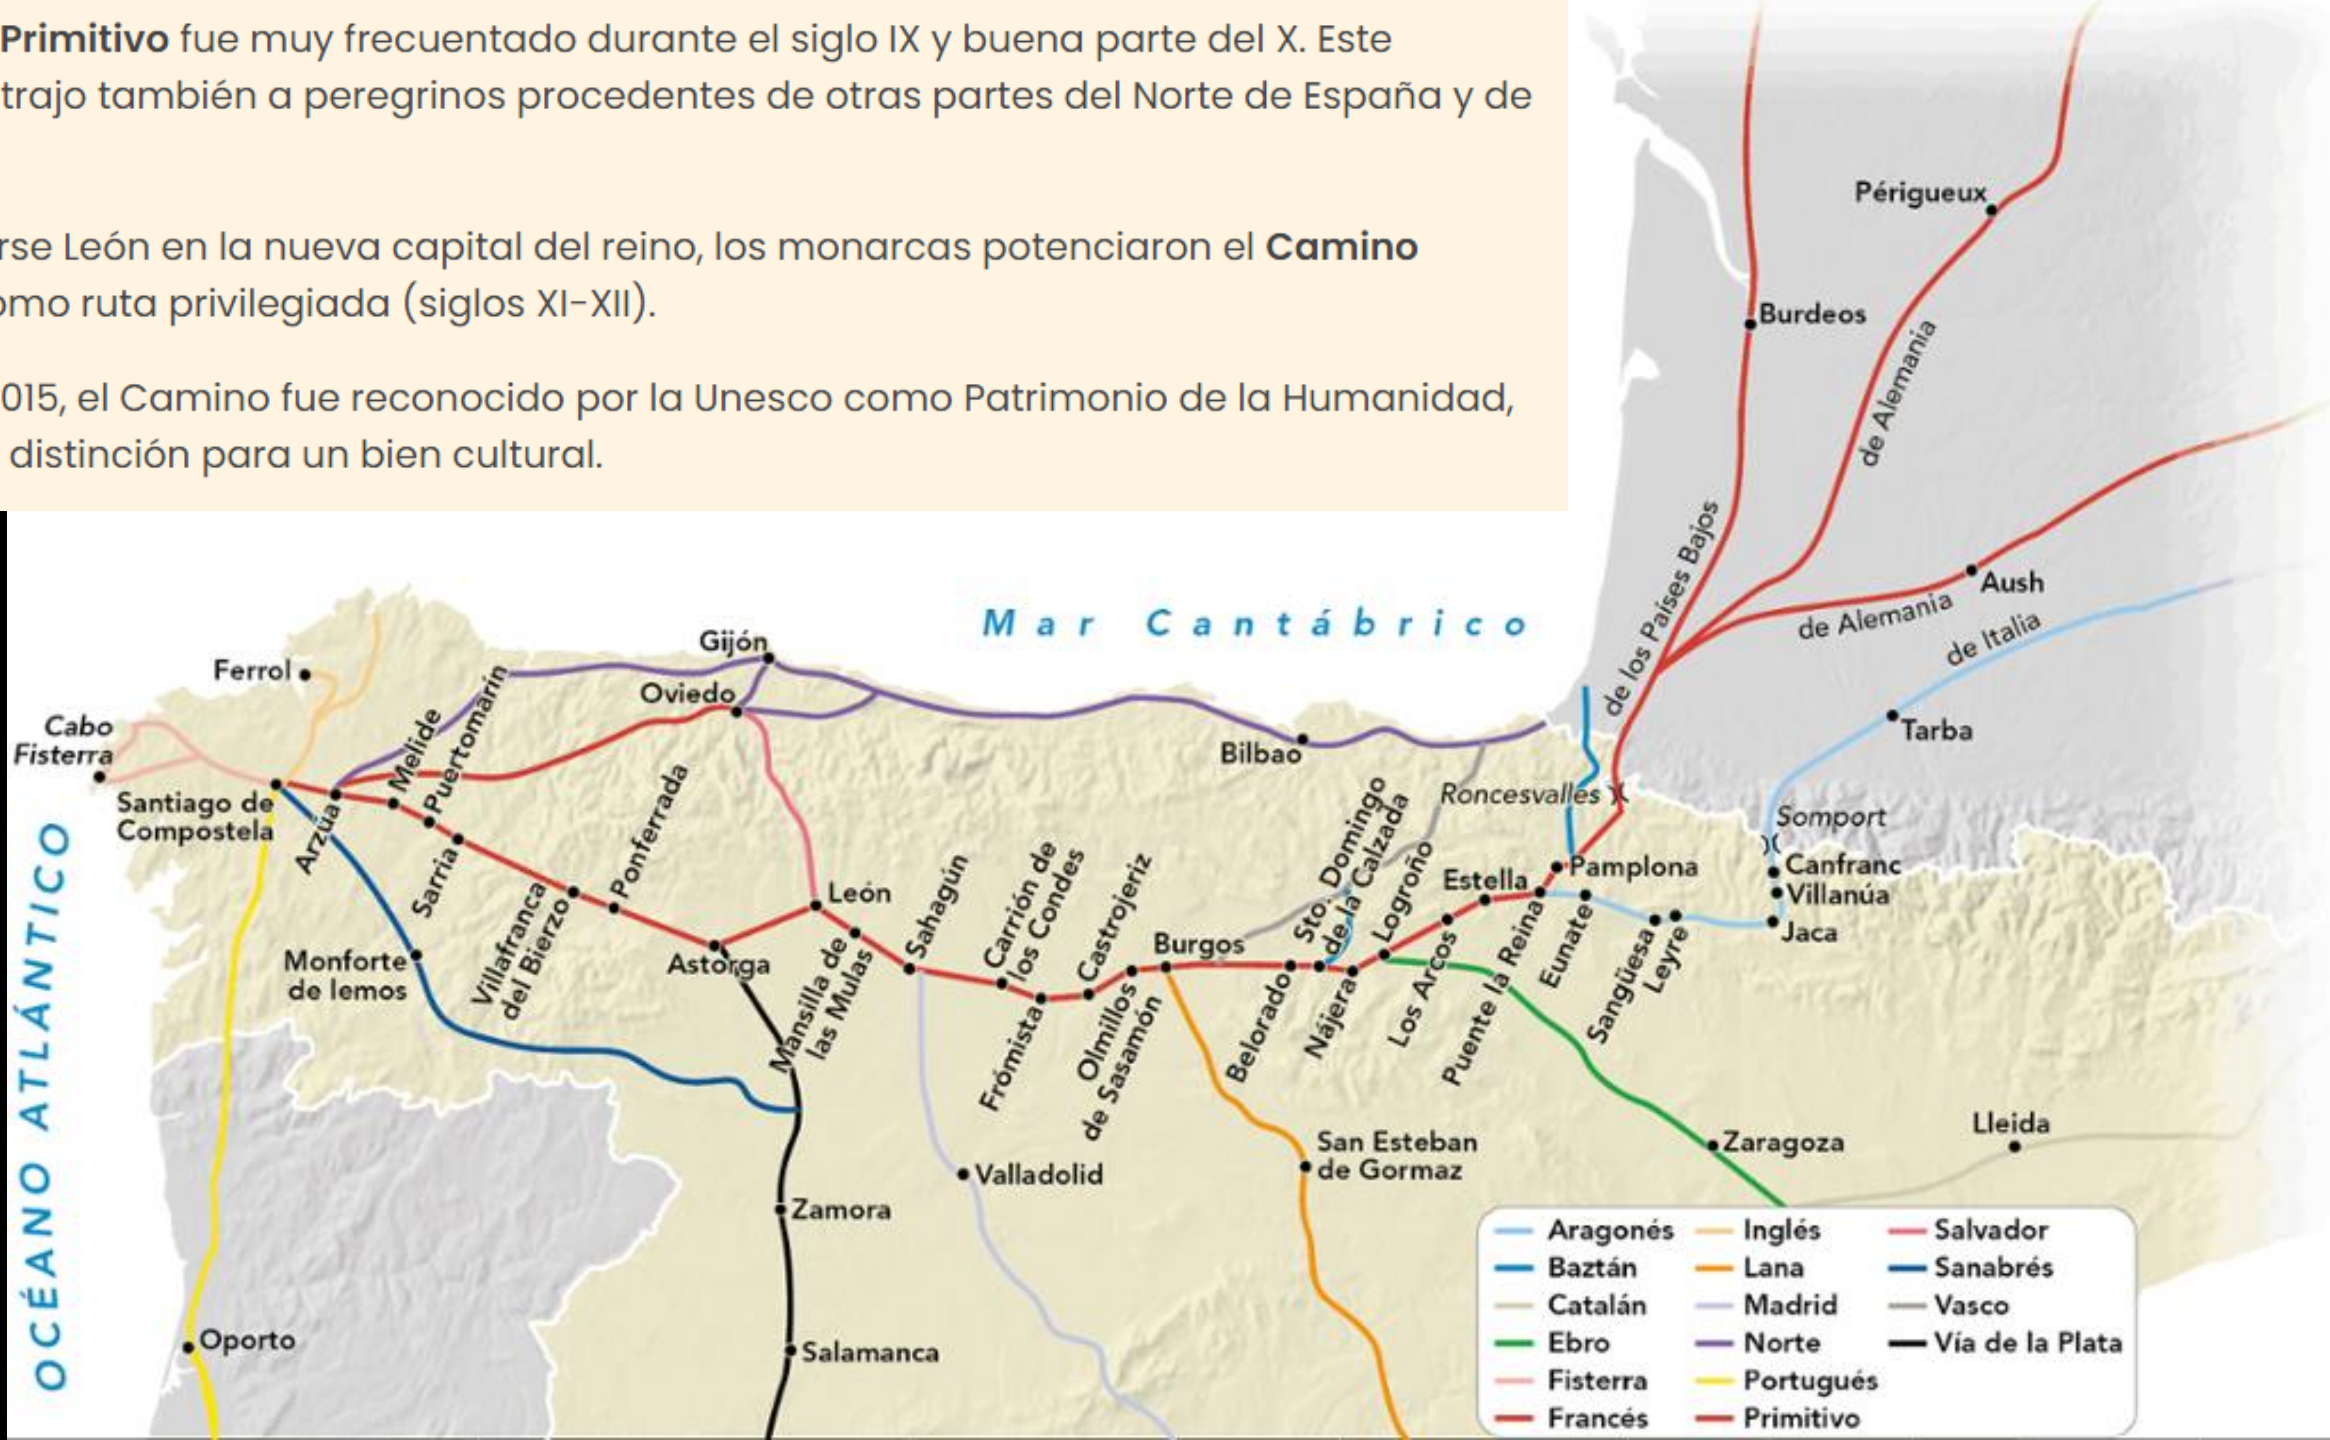 Primitivo fue muy frecuentado durante el siglo IX y buena parte del X. Este
trajo también a peregrinos procedentes de otras partes del Norte de España y de
rse León en la nueva capital del reino, los monarcas potenciaron el Camino
omo ruta privilegiada (siglos XI-XII).
015, el Camino fue reconocido por la Unesco como Patrimonio de la Humanidad,
distinción para un bien cultural.
Périgueux
Burdeos
de Alemania
de los Países Bajos
Aush
de Alemania
de Italia
Tarba
Mar Cantábrico
Gijón
Ferrol
Oviedo
Cabo
Fisterra
Melide
Puertomarín
Bilbao
Roncesvalles
Somport
Santiago de
Compostela
Arzúa
Sarria
Villafranca
del Bierzo
Ponferrada
León
Astorga
Mansilla de
las Mulas
Sahagún
Carrión de
los Condes
Frómista
Castrojeriz
Olmillos
de Sasamón
Burgos
Belorado
Sto. Domingo
de la Calzada
Nájera
Logroño
Los Arcos
Estella
Puente la Reina
Pamplona
Eunate
Sangüesa
Leyre
Canfranc
Villanúa
Jaca
Monforte
de lemos
OCÉANO ATLÁNTICO
Valladolid
San Esteban
de Gormaz
Zaragoza
Lleida
Zamora
Salamanca
Oporto
Aragonés
Baztán
Catalán
Ebro
Fisterra
Francés
Inglés
Lana
Madrid
Norte
Portugués
Primitivo
Salvador
Sanabrés
Vasco
Vía de la Plata